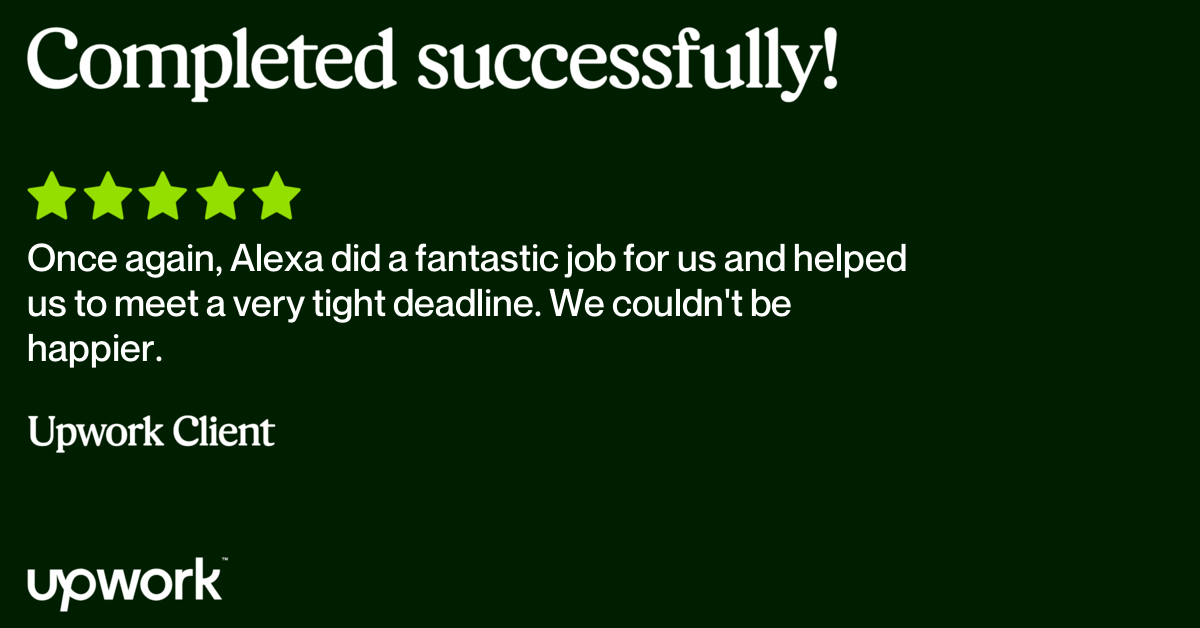 Completed successfully!
Once again, Alexa did a fantastic job for us and helped
us to meet a very tight deadline. We couldn't be
happier.
Upwork Client
upwork™